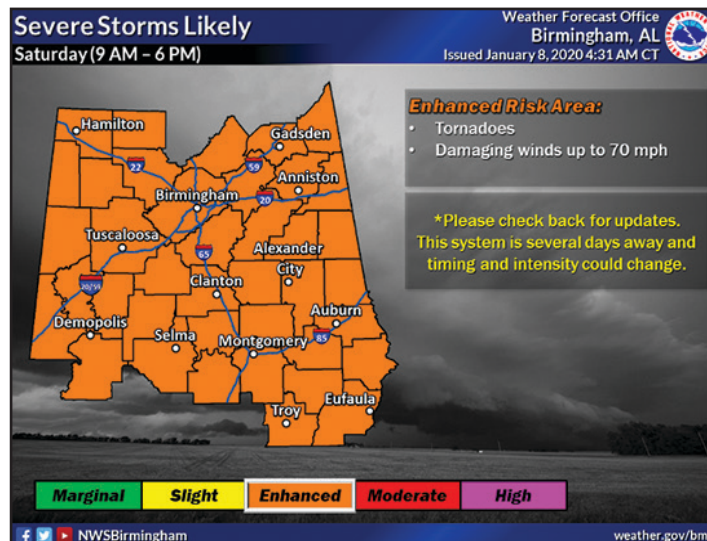 Severe Storms Likely
Saturday (9 AM – 6 PM)
Weather Forecast Office
Birmingham, AL
Issued January 8, 2020 4:31 AM CT
Enhanced Risk Area:
• Tornadoes
• Damaging winds up to 70 mph
*Please check back for updates.
This system is several days away and
timing and intensity could change.
Hamilton
Gadsden
22
59
Anniston
Birmingham
20
Tuscaloosa
65
Alexander
City
20/59
Clanton
Auburn
Demopolis
Selma
Montgomery
85
Eufaula
Troy
Marginal
Slight
Enhanced
Moderate
High
NWSBirmingham
weather.gov/bm